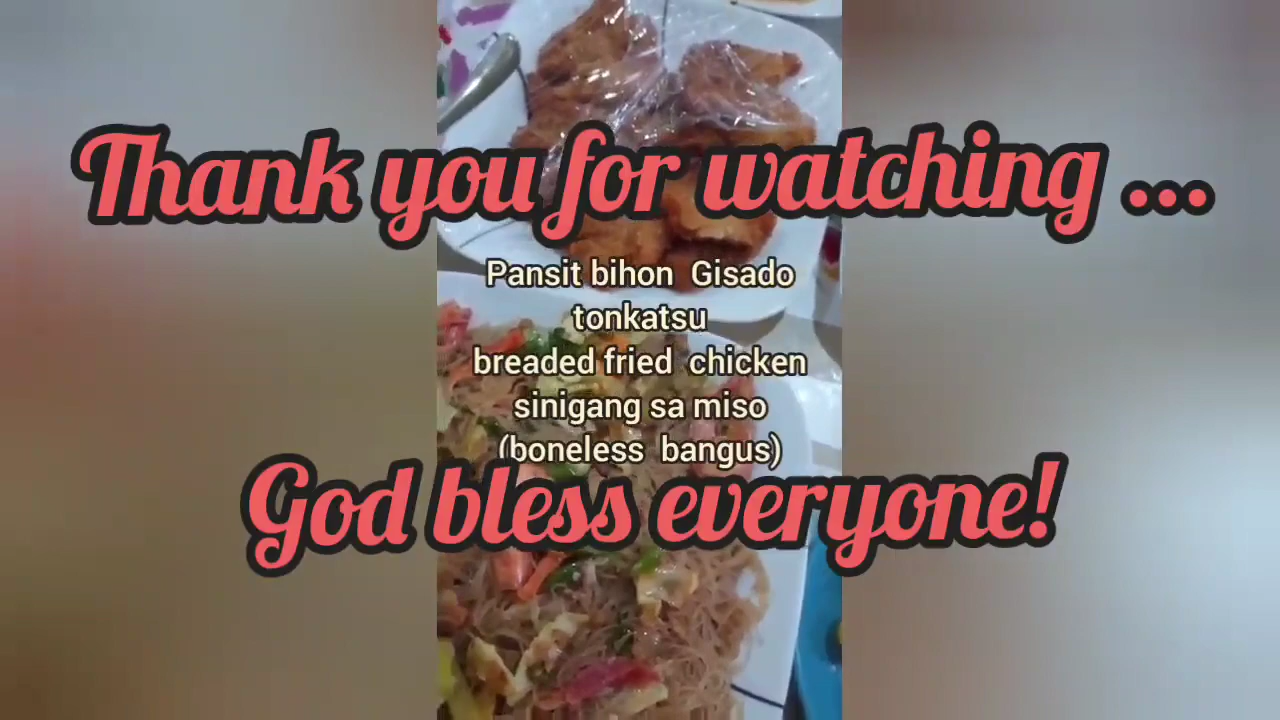 Thank you for watching ...
Pansit bihon Gisado
tonkatsu
breaded fried chicken
sinigang sa miso
(boneless bangus)
God bless everyone!